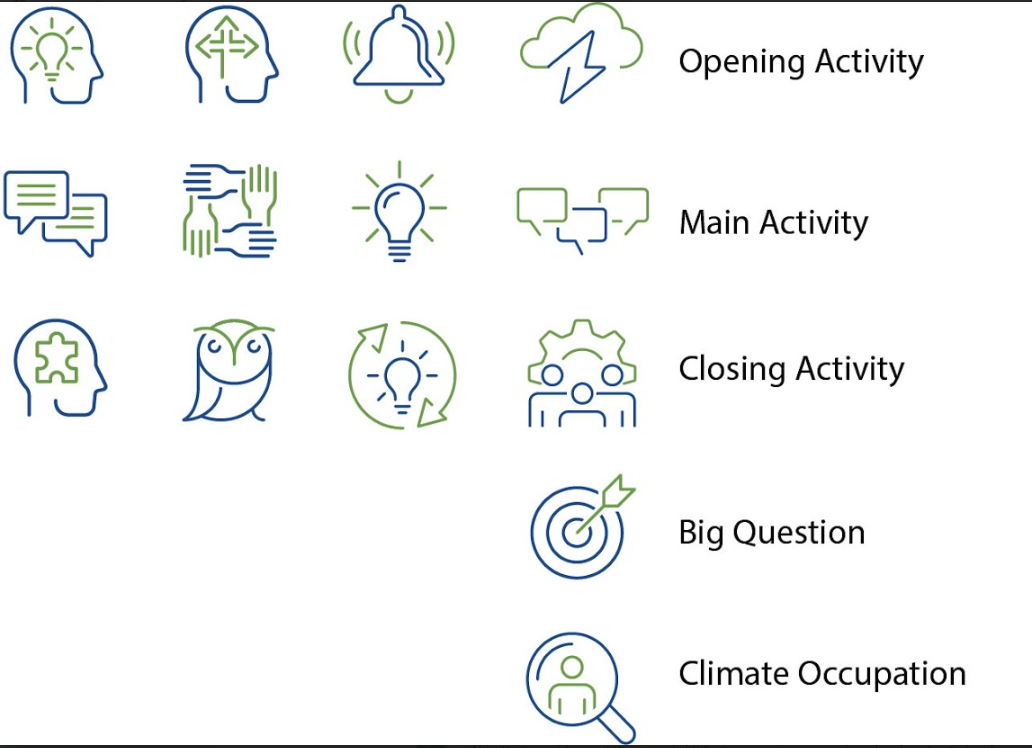 Opening Activity
Main Activity
Closing Activity
Big Question
Climate Occupation